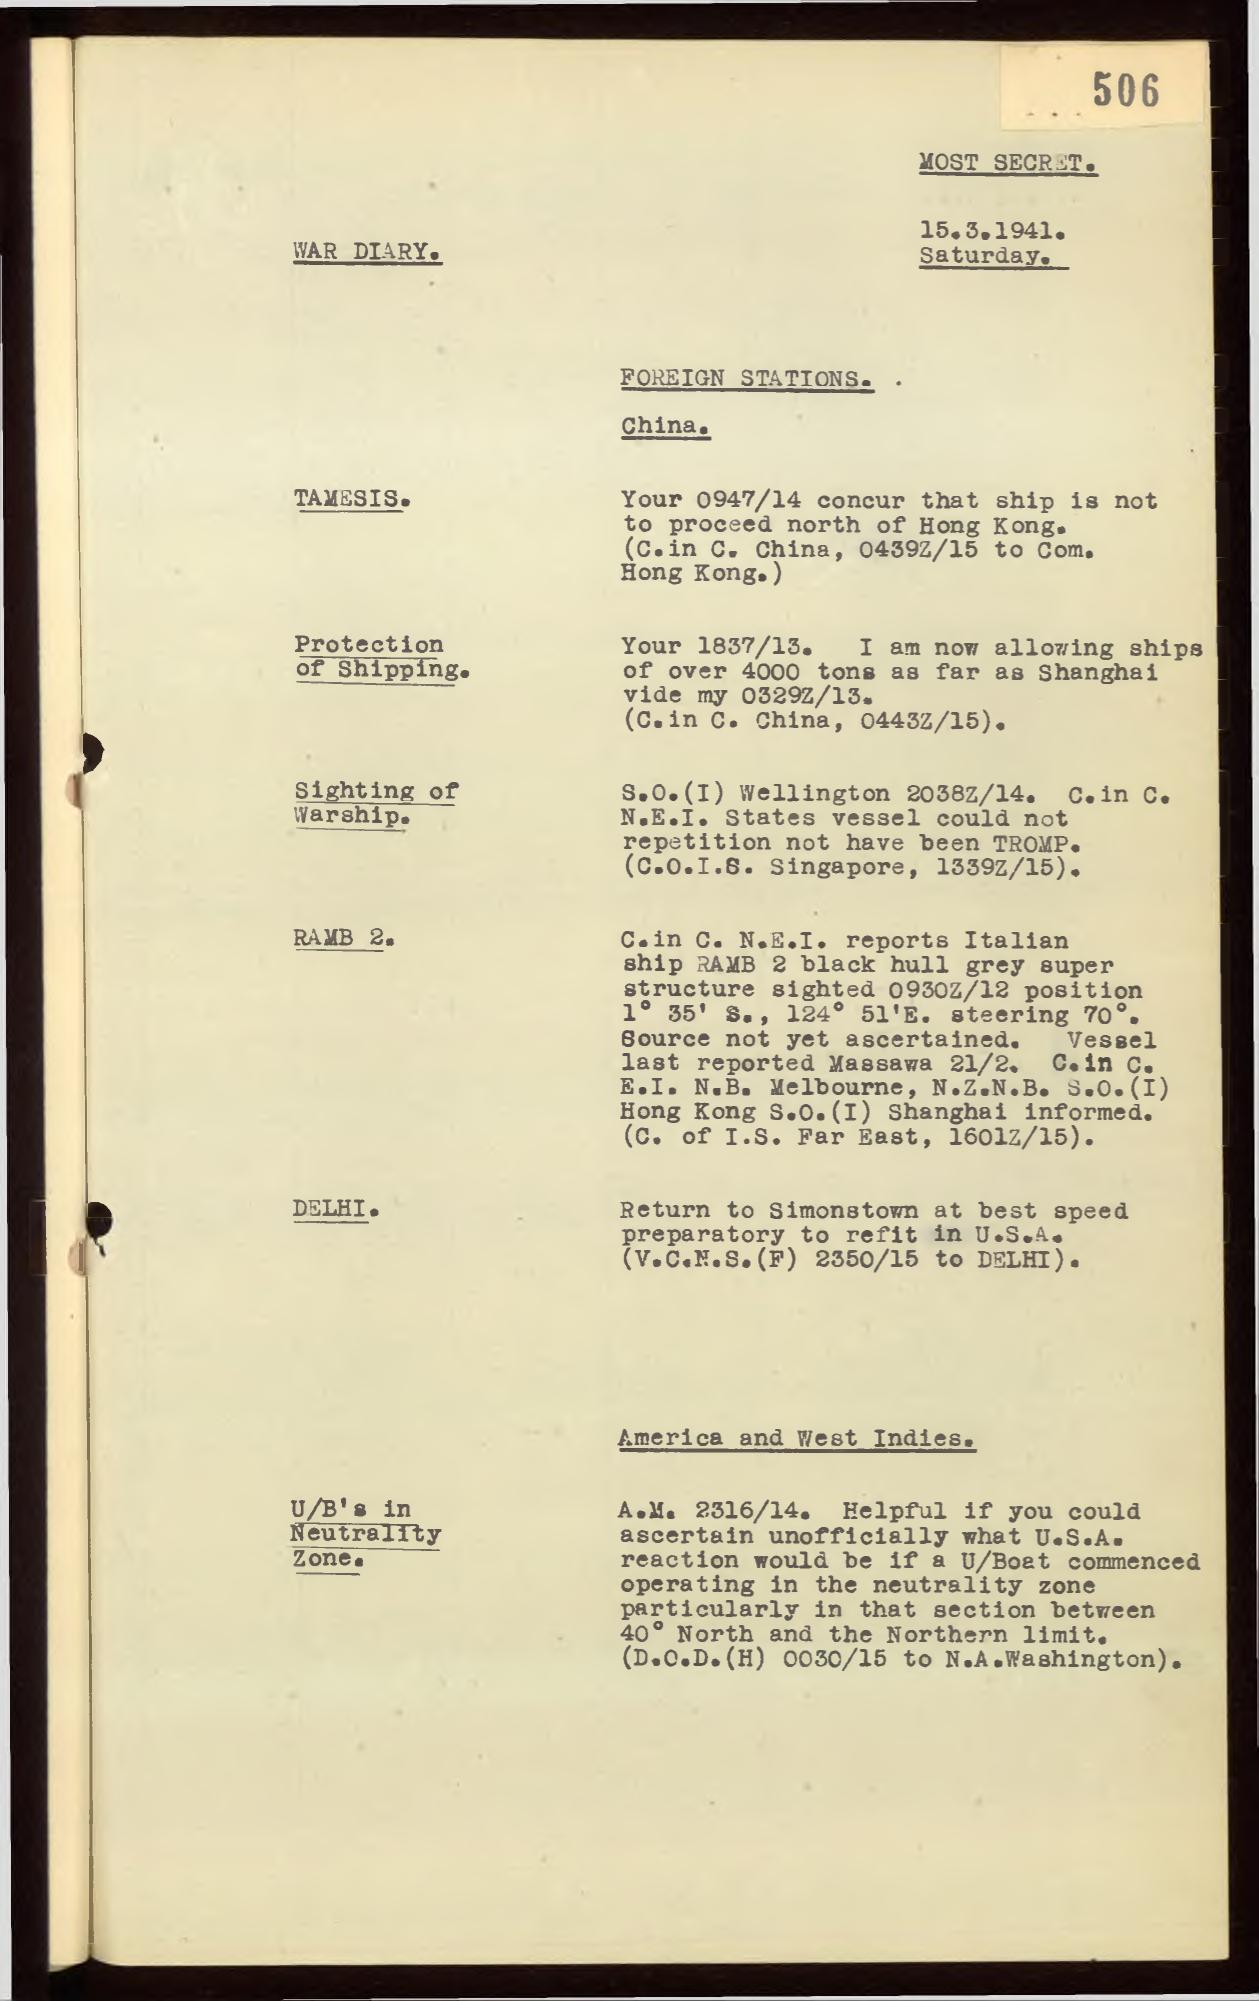 506
MOST SECRET.
15.3.1941.
Saturday.
WAR DIARY.
FOREIGN STATIONS.
China.
TAMESIS.
Your 0947/14 concur that ship is not
to proceed north of Hong Kong.
(C.in C. China, 0439Z/15 to Com.
Hong Kong.)
Protection
of Shipping.
Your 1837/13. I am now allowing ships
of over 4000 tons as far as Shanghai
vide my 0329Z/13.
(C.in C. China, 0443Z/15).
Sighting of
Warship.
S.O.(I) Wellington 2038Z/14. C.in C.
N.E.I. States vessel could not
repetition not have been TROMP.
(C.O.I.S. Singapore, 1339Z/15).
RAMB 2.
C.in C. N.E.I. reports Italian
ship RAMB 2 black hull grey super
structure sighted 0930Z/12 position
1° 35' S., 124° 51'E. steering 70°.
Source not yet ascertained. Vessel
last reported Massawa 21/2. C.in C.
E.I. N.B. Melbourne, N.Z.N.B. S.O.(I)
Hong Kong S.O.(I) Shanghai informed.
(C. of I.S. Far East, 1601Z/15).
DELHI.
Return to Simonstown at best speed
preparatory to refit in U.S.A.
(V.C.N.S.(F) 2350/15 to DELHI).
America and West Indies.
U/B's in
Neutrality
Zone.
A.M. 2316/14. Helpful if you could
ascertain unofficially what U.S.A.
reaction would be if a U/Boat commenced
operating in the neutrality zone
particularly in that section between
40° North and the Northern limit.
(D.O.D.(H) 0030/15 to N.A.Washington).